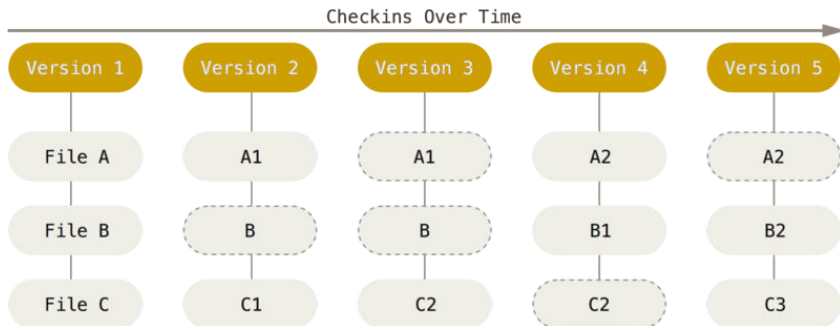 Checkins Over Time
Version 1 Version 2 Version 3 Version 4 Version 5
File A A1 A1 A2 A2
File B B B B1 B2
File C C1 C2 C2 C3